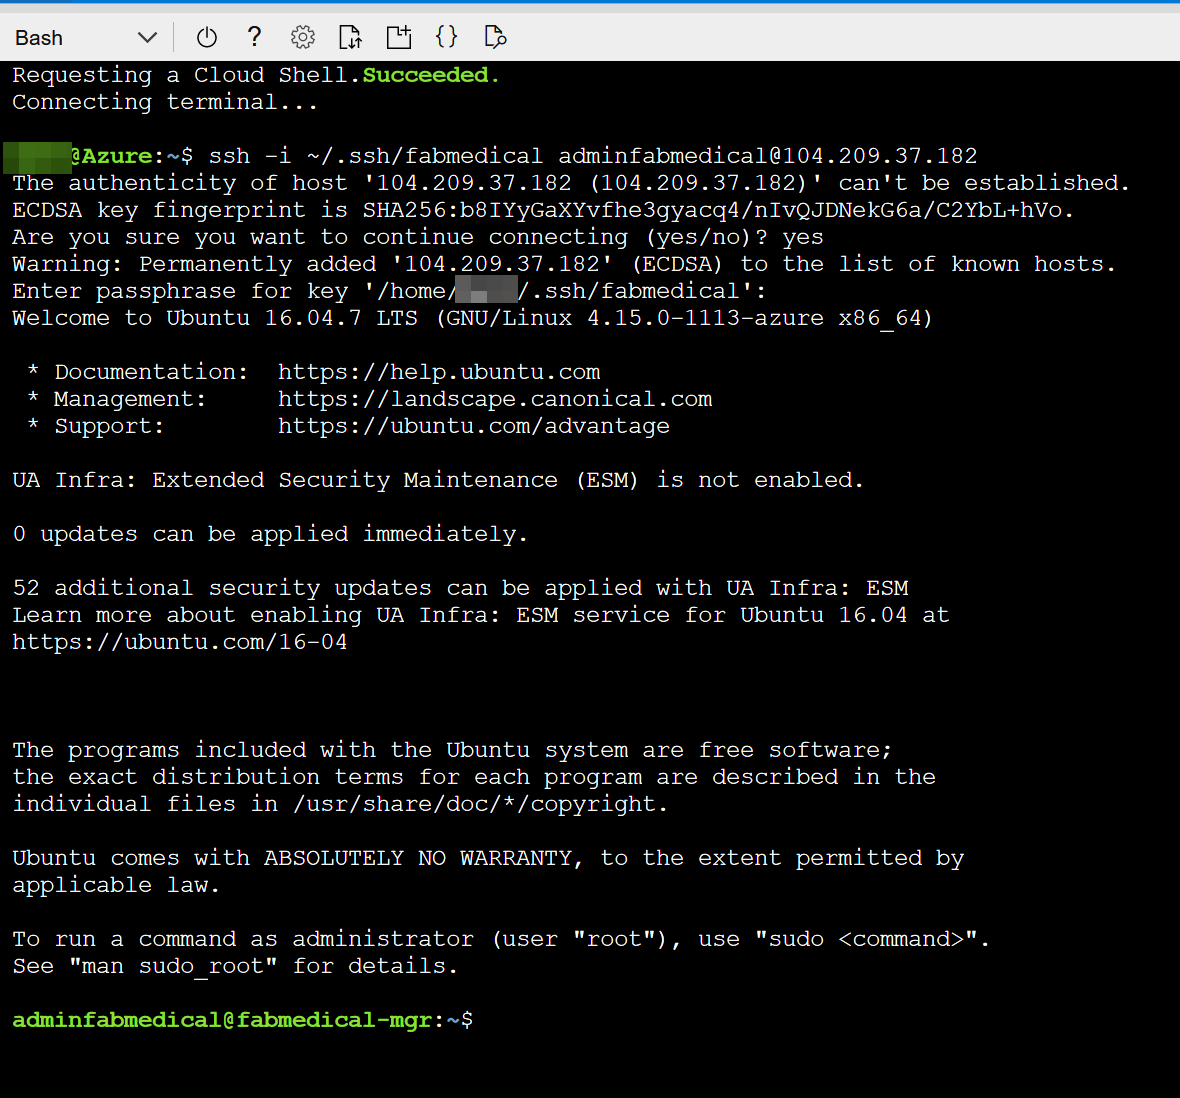 Bash
Requesting a Cloud Shell.Succeeded.
Connecting terminal...
@Azure:~$ ssh -i ~/.ssh/fabmedical adminfabmedical@104.209.37.182
The authenticity of host '104.209.37.182 (104.209.37.182)' can't be established.
ECDSA key fingerprint is SHA256:b8IYyGaXYvfhe3gyacq4/nIvQJDNekG6a/C2YbL+hVo.
Are you sure you want to continue connecting (yes/no)? yes
Warning: Permanently added '104.209.37.182' (ECDSA) to the list of known hosts.
Enter passphrase for key '/home/ /.ssh/fabmedical':
Welcome to Ubuntu 16.04.7 LTS (GNU/Linux 4.15.0-1113-azure x86_64)
* Documentation: https://help.ubuntu.com
* Management: https://landscape.canonical.com
* Support: https://ubuntu.com/advantage
UA Infra: Extended Security Maintenance (ESM) is not enabled.
0 updates can be applied immediately.
52 additional security updates can be applied with UA Infra: ESM
Learn more about enabling UA Infra: ESM service for Ubuntu 16.04 at
https://ubuntu.com/16-04
The programs included with the Ubuntu system are free software;
the exact distribution terms for each program are described in the
individual files in /usr/share/doc/*/copyright.
Ubuntu comes with ABSOLUTELY NO WARRANTY, to the extent permitted by
applicable law.
To run a command as administrator (user "root"), use "sudo <command>".
See "man sudo_root" for details.
adminfabmedical@fabmedical-mgr:~$